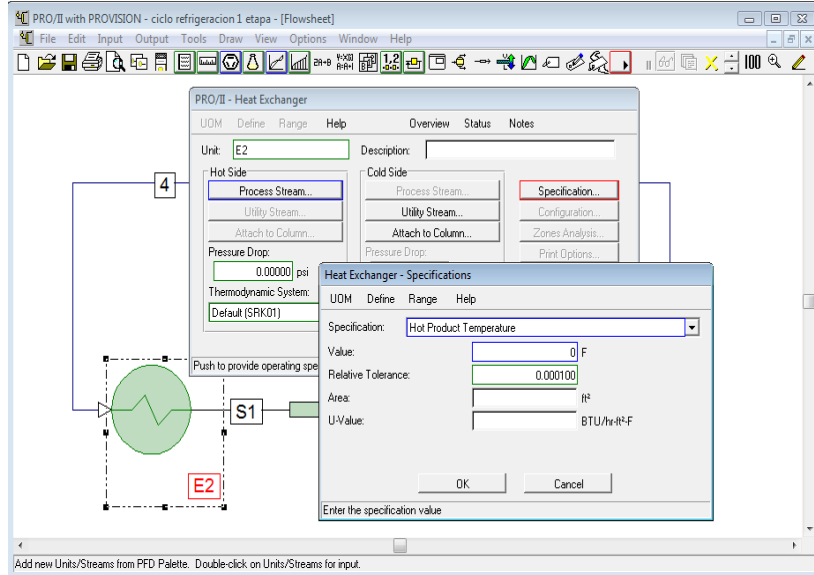 PRO/II with PROVISION - ciclo refrigeracion 1 etapa - [Flowsheet]
File Edit Input Output Tools Draw View Options Window Help
1.2 100
PRO/II - Heat Exchanger
UOM Define Range Help Overview Status Notes
Unit: E2 Description:
Hot Side Cold Side
Process Stream... Process Stream... Specification...
Utility Stream... Utility Stream... Configuration...
Attach to Column... Attach to Column... Zones Analysis...
Pressure Drop: Pressure Drop: Print Options...
0.00000 psi
Thermodynamic System:
Default (SRK01)
Push to provide operating spe
Heat Exchanger - Specifications
UOM Define Range Help
Specification: Hot Product Temperature
Value: 0 F
Relative Tolerance: 0.000100
Area: ft²
U-Value: BTU/hr-ft²-F
OK Cancel
Enter the specification value
4
S1
E2
Add new Units/Streams from PFD Palette. Double-click on Units/Streams for input.